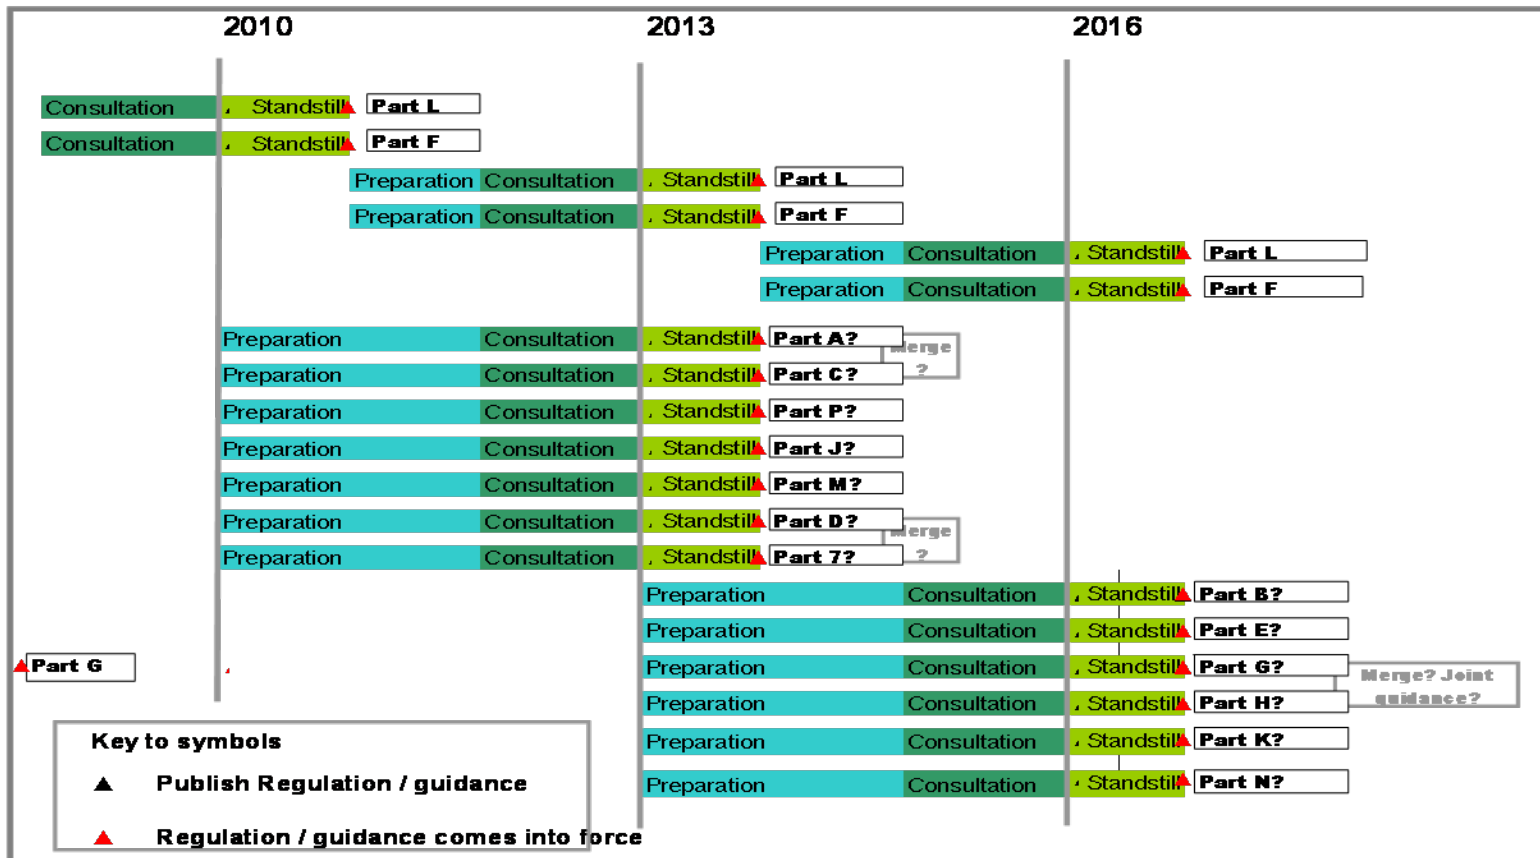 2010 2013 2016
Consultation Standstill Part L
Consultation Standstill Part F
Preparation Consultation Standstill Part L
Preparation Consultation Standstill Part F
Preparation Consultation Standstill Part L
Preparation Consultation Standstill Part F
Preparation Consultation Standstill Part A?
Merge
?
Preparation Consultation Standstill Part C?
Preparation Consultation Standstill Part P?
Preparation Consultation Standstill Part J?
Preparation Consultation Standstill Part M?
Preparation Consultation Standstill Part D?
Merge
?
Preparation Consultation Standstill Part 7?
Preparation Consultation Standstill Part B?
Preparation Consultation Standstill Part E?
Part G Preparation Consultation Standstill Part G?
Merge? Joint
guidance?
Preparation Consultation Standstill Part H?
Preparation Consultation Standstill Part K?
Preparation Consultation Standstill Part N?
Key to symbols
Publish Regulation / guidance
Regulation / guidance comes into force